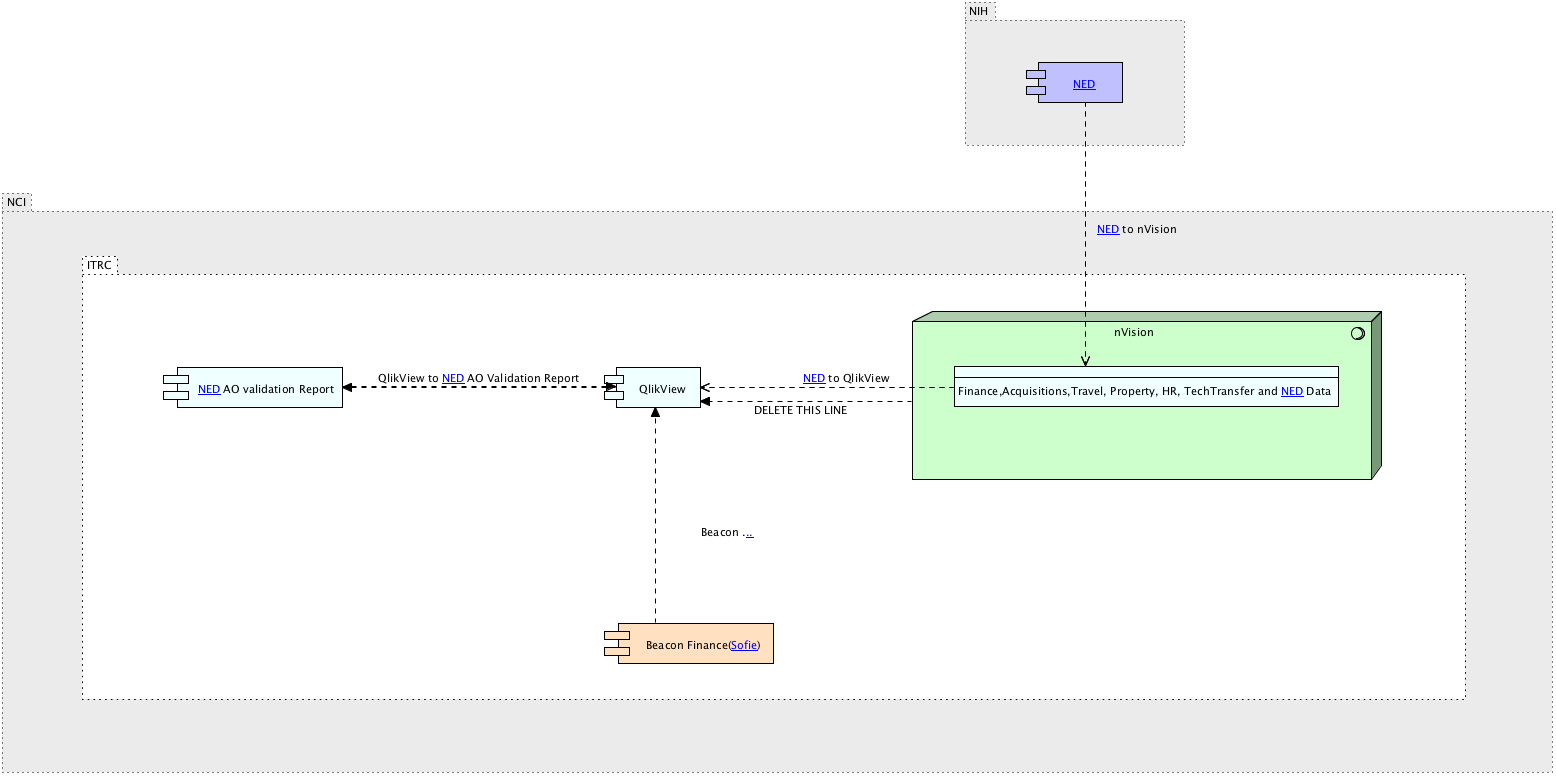 NIH
NED
NCI
NED to nVision
ITRC
nVision
QlikView to NED AO Validation Report
NED to QlikView
NED AO validation Report
QlikView
Finance,Acquisitions,Travel, Property, HR, TechTransfer and NED Data
DELETE THIS LINE
Beacon ...
Beacon Finance(Sofie)